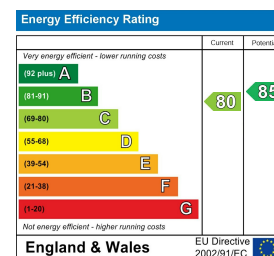 Energy Efficiency Rating
Current
Very energy efficient - lower running costs
(92 plus) A
(81-91) B
85
80
(69-80) C
(55-68) D
(39-54) E
(21-38) F
(1-20) G
Not energy efficient - higher running costs
England & Wales
EU Directive
2002/91/EC